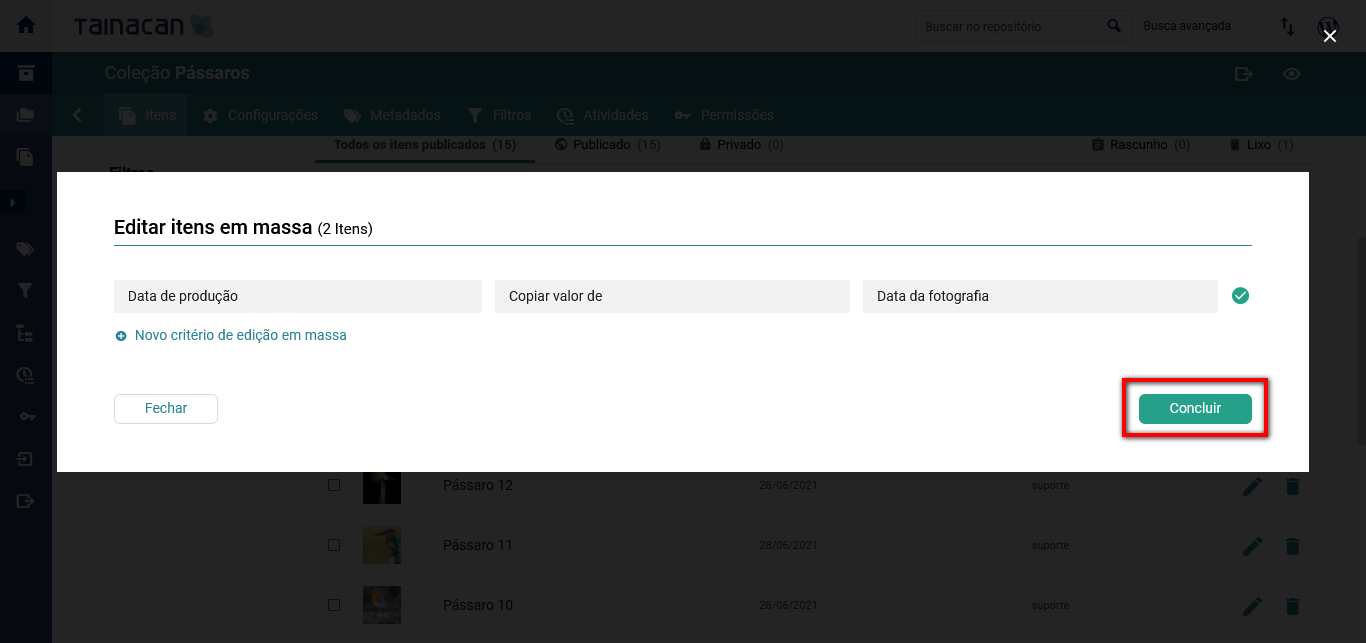 Tainacan
Buscar no repositório
Busca avançada
Coleção Pássaros
Itens
Configurações
Metadados
Filtros
Atividades
Permissões
Todos os itens publicados (15)
Publicado (15)
Privado (0)
Rascunho (0)
Lixo (1)
Filtros
Editar itens em massa (2 Itens)
Data de produção
Copiar valor de
Data da fotografia
Novo critério de edição em massa
Fechar
Concluir
Pássaro 12
28/06/2021
suporte
Pássaro 11
28/06/2021
suporte
Pássaro 10
28/06/2021
suporte